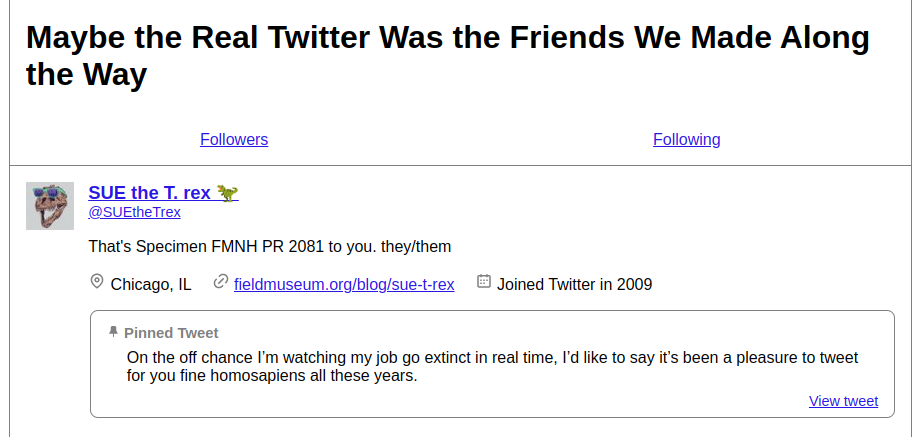 Maybe the Real Twitter Was the Friends We Made Along
the Way
Followers
Following
SUE the T. rex 🦖
@SUEtheTrex
That's Specimen FMNH PR 2081 to you. they/them
Chicago, IL
fieldmuseum.org/blog/sue-t-rex
Joined Twitter in 2009
Pinned Tweet
On the off chance I’m watching my job go extinct in real time, I’d like to say it’s been a pleasure to tweet
for you fine homosapiens all these years.
View tweet